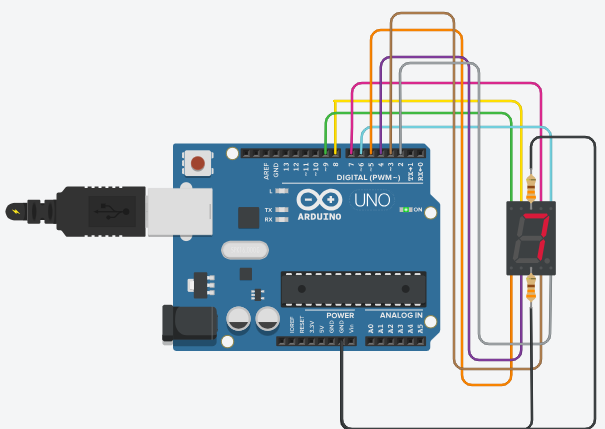 AREF
GND
13
12
~11
~10
~9
8
7
~6
~5
4
~3
2
TX→1
RX←0
DIGITAL (PWM~)
L
TX
RX
ARDUINO
UNO
ON
POWER
ANALOG IN
IOREF
RESET
3.3V
5V
GND
GND
Vin
A0
A1
A2
A3
A4
A5